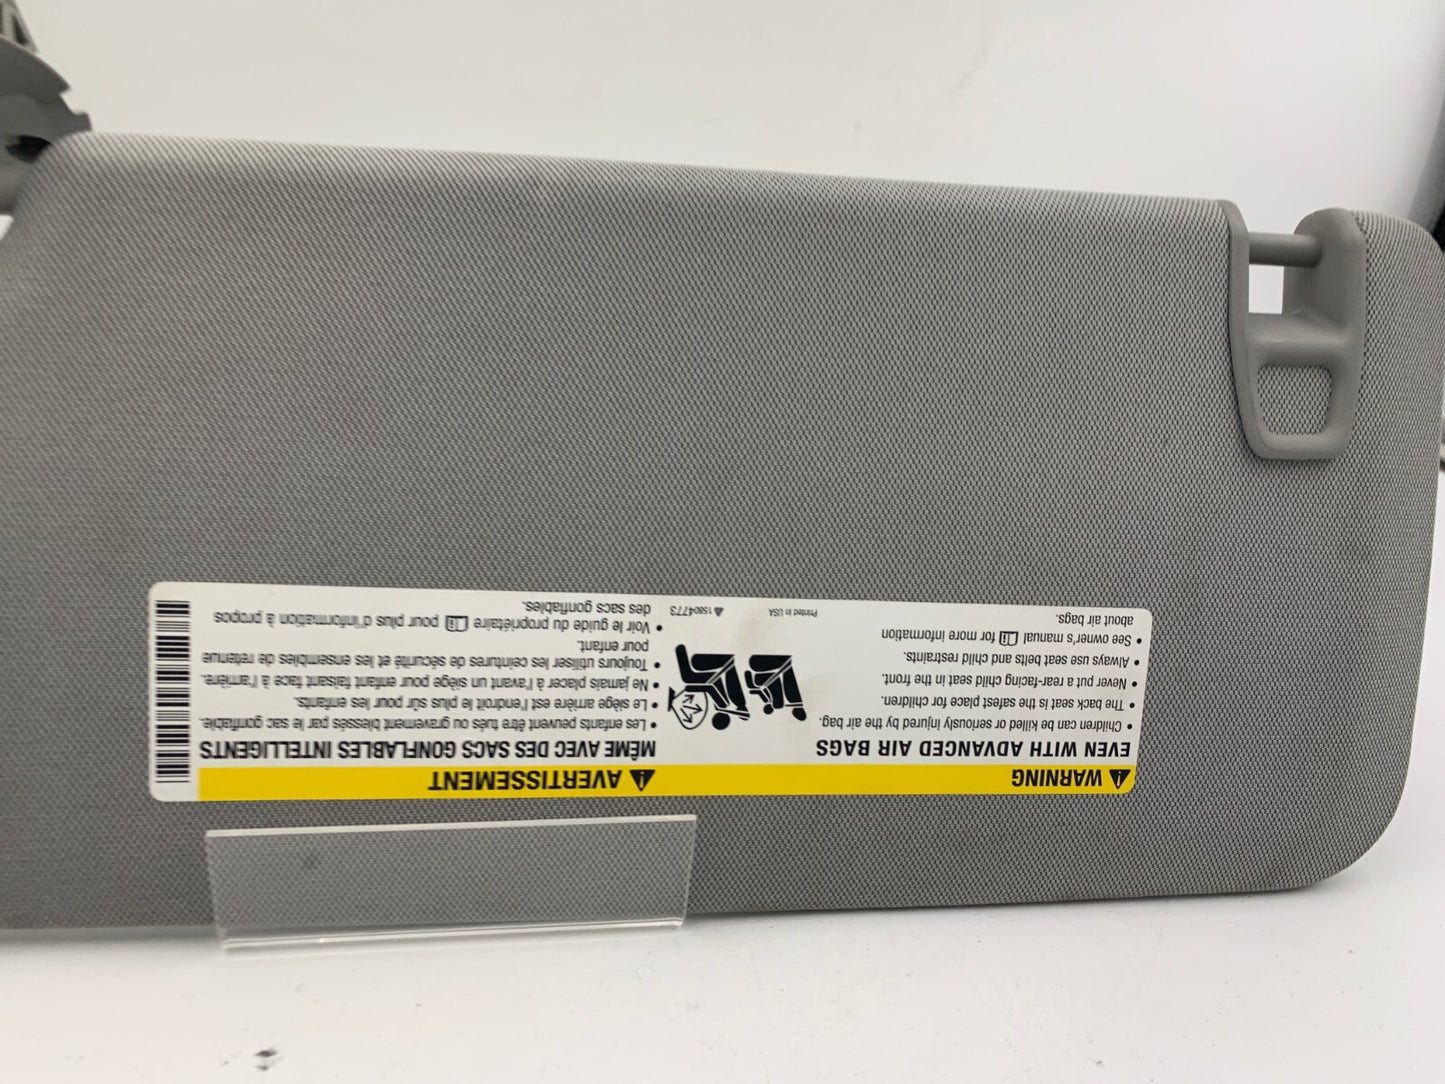 ⚠ WARNING
EVEN WITH ADVANCED AIR BAGS
• Children can be killed or seriously injured by the air bag.
• The back seat is the safest place for children.
• Never put a rear-facing child seat in the front.
• Always use seat belts and child restraints.
• See owner's manual for more information
about air bags.
Printed in USA
15804773
⚠ AVERTISSEMENT
MÊME AVEC DES SACS GONFLABLES INTELLIGENTS
• Les enfants peuvent être tués ou gravement blessés par le sac gonflable.
• Le siège arrière est l'endroit le plus sûr pour les enfants.
• Ne jamais placer à l'avant un siège pour enfant faisant face à l'arrière.
• Toujours utiliser les ceintures de sécurité et les ensembles de retenue
pour enfant.
• Voir le guide du propriétaire pour plus d'information à propos
des sacs gonflables.